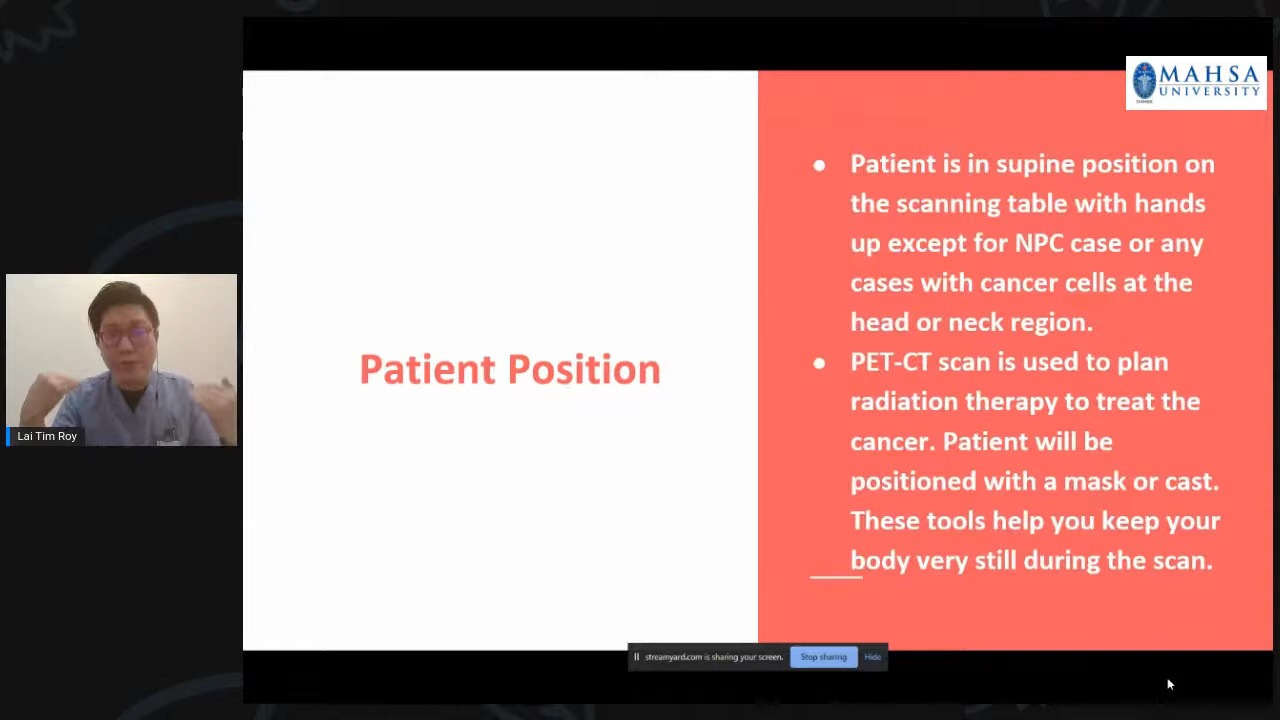 MAHSA
UNIVERSITY
● Patient is in supine position on
the scanning table with hands
up except for NPC case or any
cases with cancer cells at the
head or neck region.
● PET-CT scan is used to plan
radiation therapy to treat the
cancer. Patient will be
positioned with a mask or cast.
These tools help you keep your
body very still during the scan.
Patient Position
Lai Tim Roy
streamyard.com is sharing your screen. Stop sharing Hide